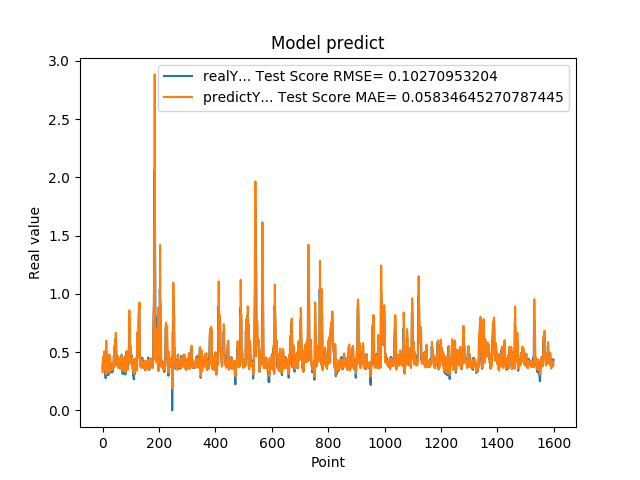 Model predict
realY... Test Score RMSE= 0.10270953204
predictY... Test Score MAE= 0.05834645270787445
3.0
2.5
2.0
1.5
1.0
0.5
0.0
Real value
0 200 400 600 800 1000 1200 1400 1600
Point